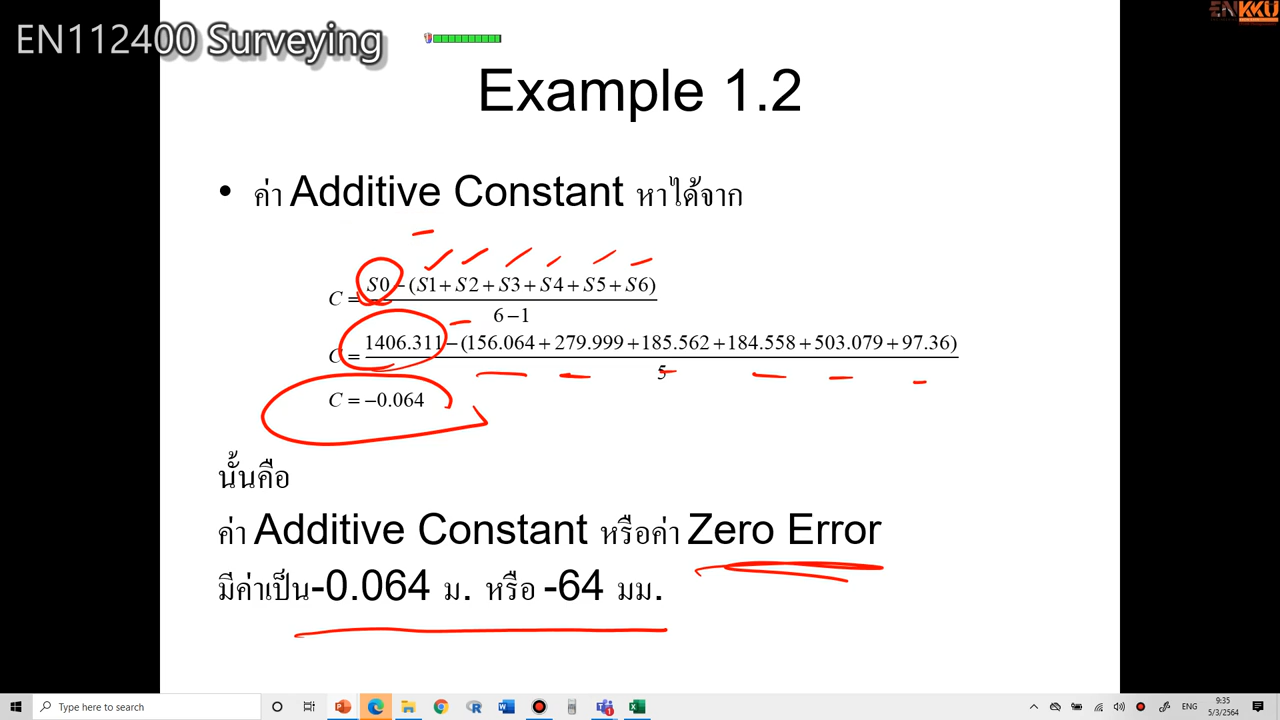 EN112400 Surveying
ENKKU
Example 1.2
• ค่า Additive Constant หาได้จาก
C = S0 − (S1 + S2 + S3 + S4 + S5 + S6) / 6 − 1
C = 1406.311 − (156.064 + 279.999 + 185.562 + 184.558 + 503.079 + 97.36) / 5
C = −0.064
นั้นคือ
ค่า Additive Constant หรือค่า Zero Error
มีค่าเป็น-0.064 ม. หรือ -64 มม.
Type here to search
ENG
9:35
5/3/2564